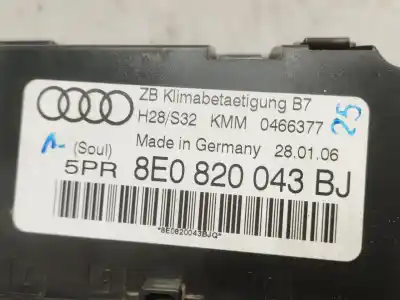 ZB Klimabetaetigung B7
H28/S32 KMM 0466377
25
(Soul) Made in Germany 28.01.06
5PR 8E0 820 043 BJ
*8E0820043BJQ*